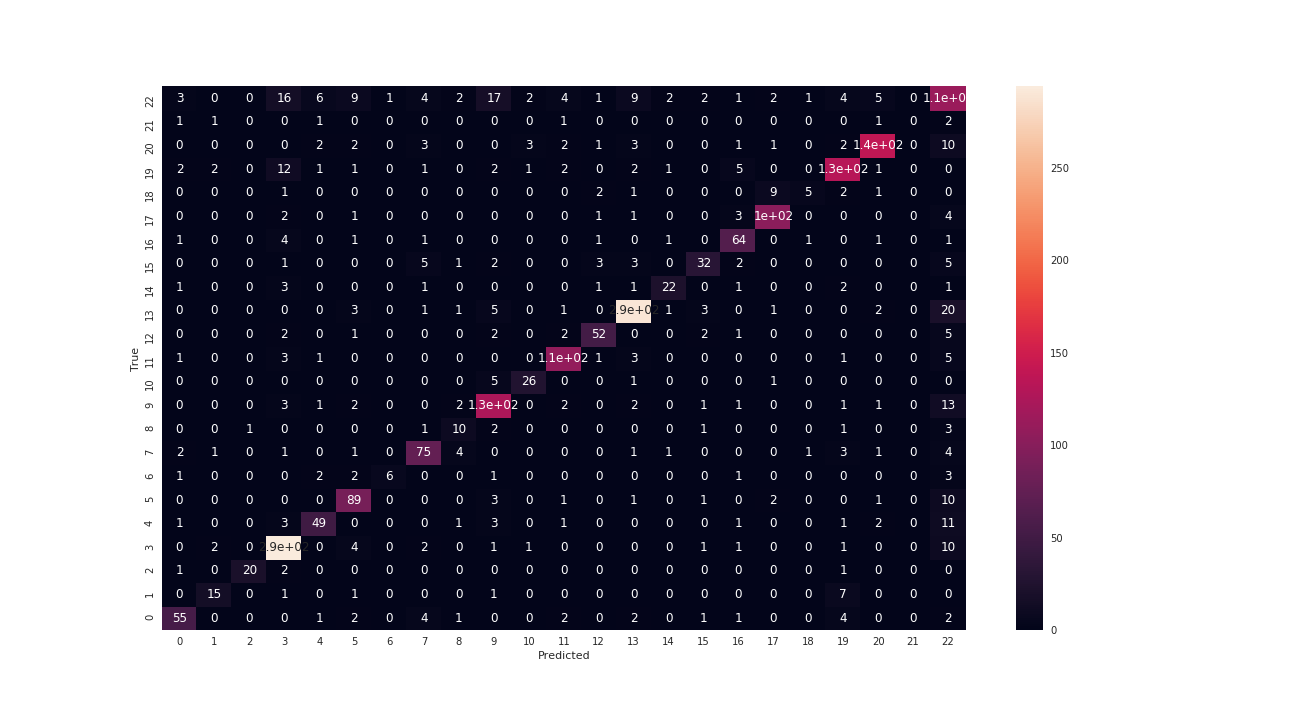 22 3 0 0 16 6 9 1 4 2 17 2 4 1 9 2 2 1 2 1 4 5 0 1.1e+02
21 1 1 0 0 1 0 0 0 0 0 0 1 0 0 0 0 0 0 0 0 1 0 2
20 0 0 0 0 2 2 0 3 0 0 3 2 1 3 0 0 1 1 0 2 1.4e+02 0 10
19 2 2 0 12 1 1 0 1 0 2 1 2 0 2 1 0 5 0 0 1.3e+02 1 0 0
250
18 0 0 0 1 0 0 0 0 0 0 0 0 2 1 0 0 0 9 5 2 1 0 0
17 0 0 0 2 0 1 0 0 0 0 0 0 1 1 0 0 3 1e+02 0 0 0 0 4
16 1 0 0 4 0 1 0 1 0 0 0 0 1 0 1 0 64 0 1 0 1 0 1
15 0 0 0 1 0 0 0 5 1 2 0 0 3 3 0 32 2 0 0 0 0 0 5
200
14 1 0 0 3 0 0 0 1 0 0 0 0 1 1 22 0 1 0 0 2 0 0 1
13 0 0 0 0 0 3 0 1 1 5 0 1 0 2.9e+02 1 3 0 1 0 0 2 0 20
12 0 0 0 2 0 1 0 0 0 2 0 2 52 0 0 2 1 0 0 0 0 0 5
150
True
11 1 0 0 3 1 0 0 0 0 0 0 1.1e+02 1 3 0 0 0 0 0 1 0 0 5
10 0 0 0 0 0 0 0 0 0 5 26 0 0 1 0 0 0 1 0 0 0 0 0
9 0 0 0 3 1 2 0 0 2 1.3e+02 0 2 0 2 0 1 1 0 0 1 1 0 13
8 0 0 1 0 0 0 0 1 10 2 0 0 0 0 0 1 0 0 0 1 0 0 3
100
7 2 1 0 1 0 1 0 75 4 0 0 0 0 1 1 0 0 0 1 3 1 0 4
6 1 0 0 0 2 2 6 0 0 1 0 0 0 0 0 0 1 0 0 0 0 0 3
5 0 0 0 0 0 89 0 0 0 3 0 1 0 1 0 1 0 2 0 0 1 0 10
4 1 0 0 3 49 0 0 0 1 3 0 1 0 0 0 0 1 0 0 1 2 0 11
50
3 0 2 0 2.9e+02 0 4 0 2 0 1 1 0 0 0 0 1 1 0 0 1 0 0 10
2 1 0 20 2 0 0 0 0 0 0 0 0 0 0 0 0 0 0 0 1 0 0 0
1 0 15 0 1 0 1 0 0 0 1 0 0 0 0 0 0 0 0 0 7 0 0 0
0 55 0 0 0 1 2 0 4 1 0 0 2 0 2 0 1 1 0 0 4 0 0 2
0
0 1 2 3 4 5 6 7 8 9 10 11 12 13 14 15 16 17 18 19 20 21 22
Predicted